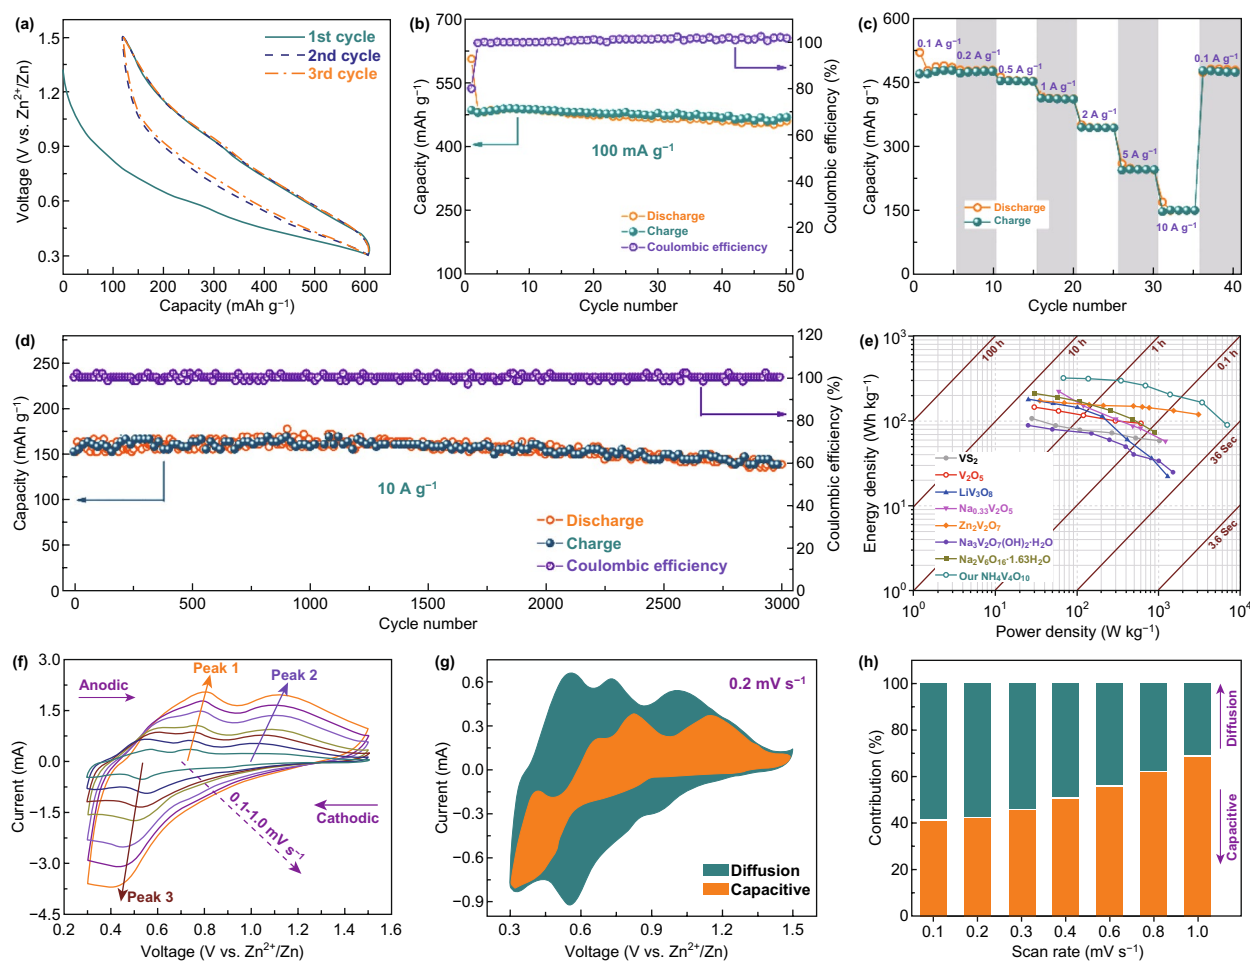 (a)
1st cycle
2nd cycle
3rd cycle
1.5
1.2
0.9
0.6
0.3
Voltage (V vs. Zn²⁺/Zn)
0 100 200 300 400 500 600
Capacity (mAh g⁻¹)
(b)
700
575
450
375
250
100
Capacity (mAh g⁻¹)
100 mA g⁻¹
Discharge
Charge
Coulombic efficiency
100
80
60
40
20
0
Coulombic efficiency (%)
0 10 20 30 40 50
Cycle number
(c)
600
450
300
150
0
Capacity (mAh g⁻¹)
0.1 A g⁻¹
0.2 A g⁻¹
0.5 A g⁻¹
1 A g⁻¹
2 A g⁻¹
5 A g⁻¹
10 A g⁻¹
0.1 A g⁻¹
Discharge
Charge
0 10 20 30 40
Cycle number
(d)
250
225
200
175
150
100
50
0
Capacity (mAh g⁻¹)
10 A g⁻¹
Discharge
Charge
Coulombic efficiency
120
100
80
60
40
20
0
Coulombic efficiency (%)
0 500 1000 1500 2000 2500 3000
Cycle number
(e)
10³
10²
10¹
10⁰
Energy density (Wh kg⁻¹)
100 h
10 h
1 h
0.1 h
36 Sec
3.6 Sec
VS₂
V₂O₅
LiV₃O₈
Na₀.₃₃V₂O₅
Zn₂V₂O₇
Na₃V₂O₇(OH)₂·H₂O
Na₂V₆O₁₆·1.63H₂O
Our NH₄V₄O₁₀
10⁰ 10¹ 10² 10³ 10⁴
Power density (W kg⁻¹)
(f)
3.0
1.5
0.0
−1.5
−3.0
−4.5
Current (mA)
Anodic
Peak 1
Peak 2
Peak 3
Cathodic
0.1-1.0 mV s⁻¹
0.2 0.4 0.6 0.8 1.0 1.2 1.4 1.6
Voltage (V vs. Zn²⁺/Zn)
(g)
0.6
0.3
0.0
−0.3
−0.6
−0.9
Current (mA)
0.2 mV s⁻¹
Diffusion
Capacitive
0.3 0.6 0.9 1.2 1.5
Voltage (V vs. Zn²⁺/Zn)
(h)
100
80
60
40
20
0
Contribution (%)
Diffusion
Capacitive
0.1 0.2 0.3 0.4 0.6 0.8 1.0
Scan rate (mV s⁻¹)